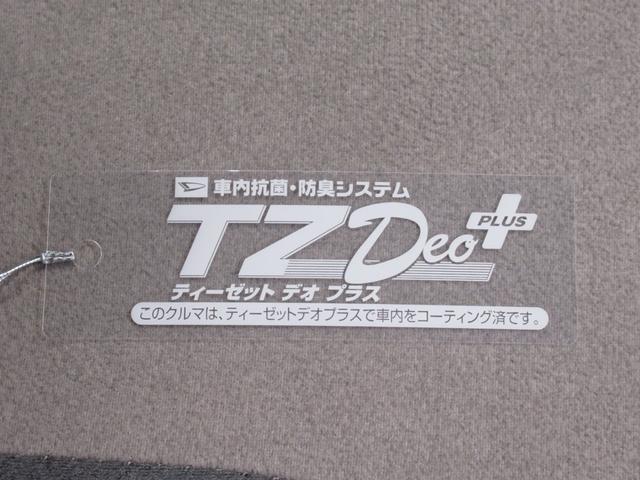 車内抗菌・防臭システム
TZ Deo PLUS
ティーゼット デオ プラス
このクルマは、ティーゼットデオプラスで車内をコーティング済です。